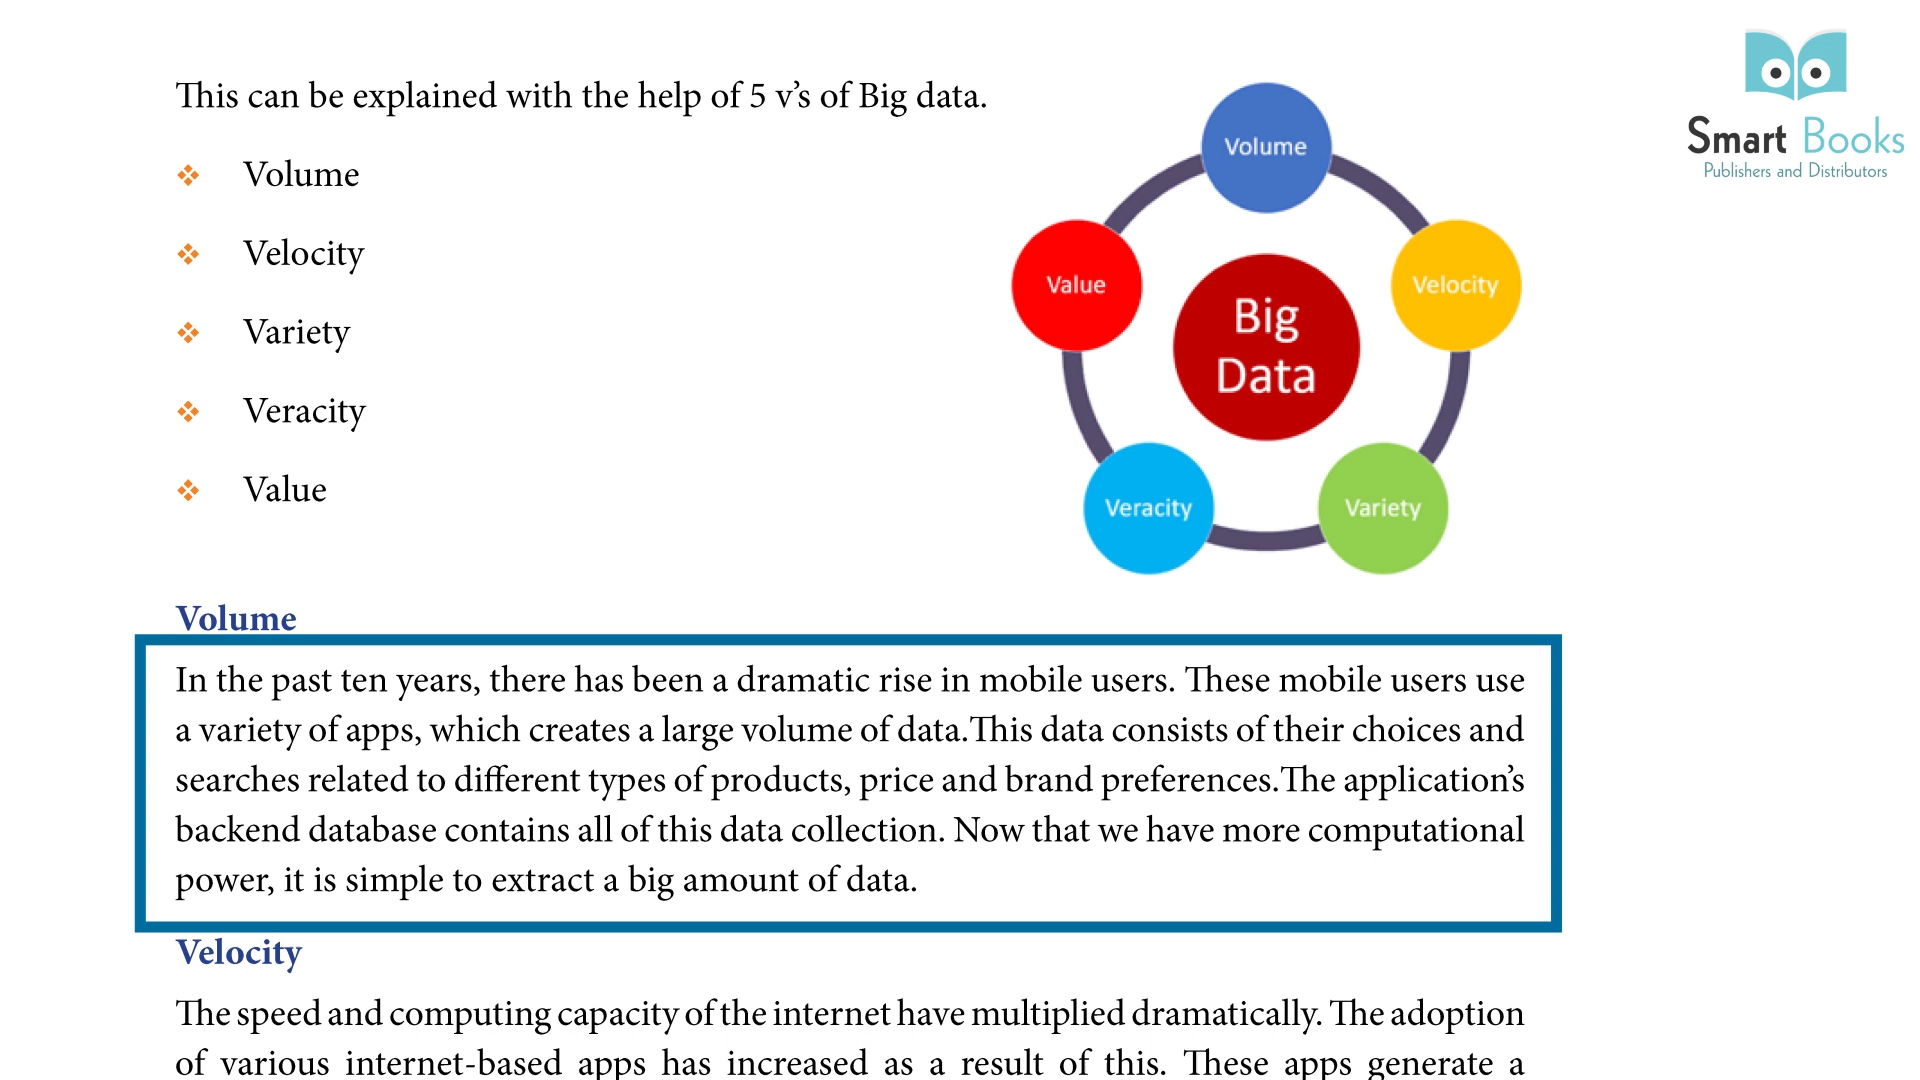 This can be explained with the help of 5 v’s of Big data.
Volume
Velocity
Variety
Veracity
Value
Volume
Velocity
Variety
Veracity
Value
Big
Data
Smart Books
Publishers and Distributors
Volume
In the past ten years, there has been a dramatic rise in mobile users. These mobile users use
a variety of apps, which creates a large volume of data.This data consists of their choices and
searches related to different types of products, price and brand preferences.The application’s
backend database contains all of this data collection. Now that we have more computational
power, it is simple to extract a big amount of data.
Velocity
The speed and computing capacity of the internet have multiplied dramatically. The adoption
of various internet-based apps has increased as a result of this. These apps generate a